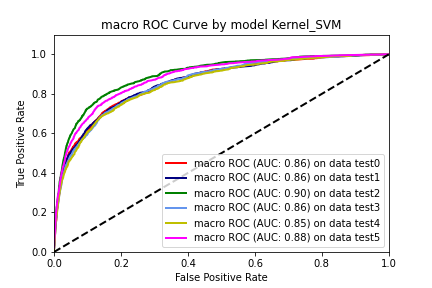 macro ROC Curve by model Kernel_SVM
1.0
0.8
0.6
0.4
0.2
0.0
True Positive Rate
macro ROC (AUC: 0.86) on data test0
macro ROC (AUC: 0.86) on data test1
macro ROC (AUC: 0.90) on data test2
macro ROC (AUC: 0.86) on data test3
macro ROC (AUC: 0.85) on data test4
macro ROC (AUC: 0.88) on data test5
0.0 0.2 0.4 0.6 0.8 1.0
False Positive Rate